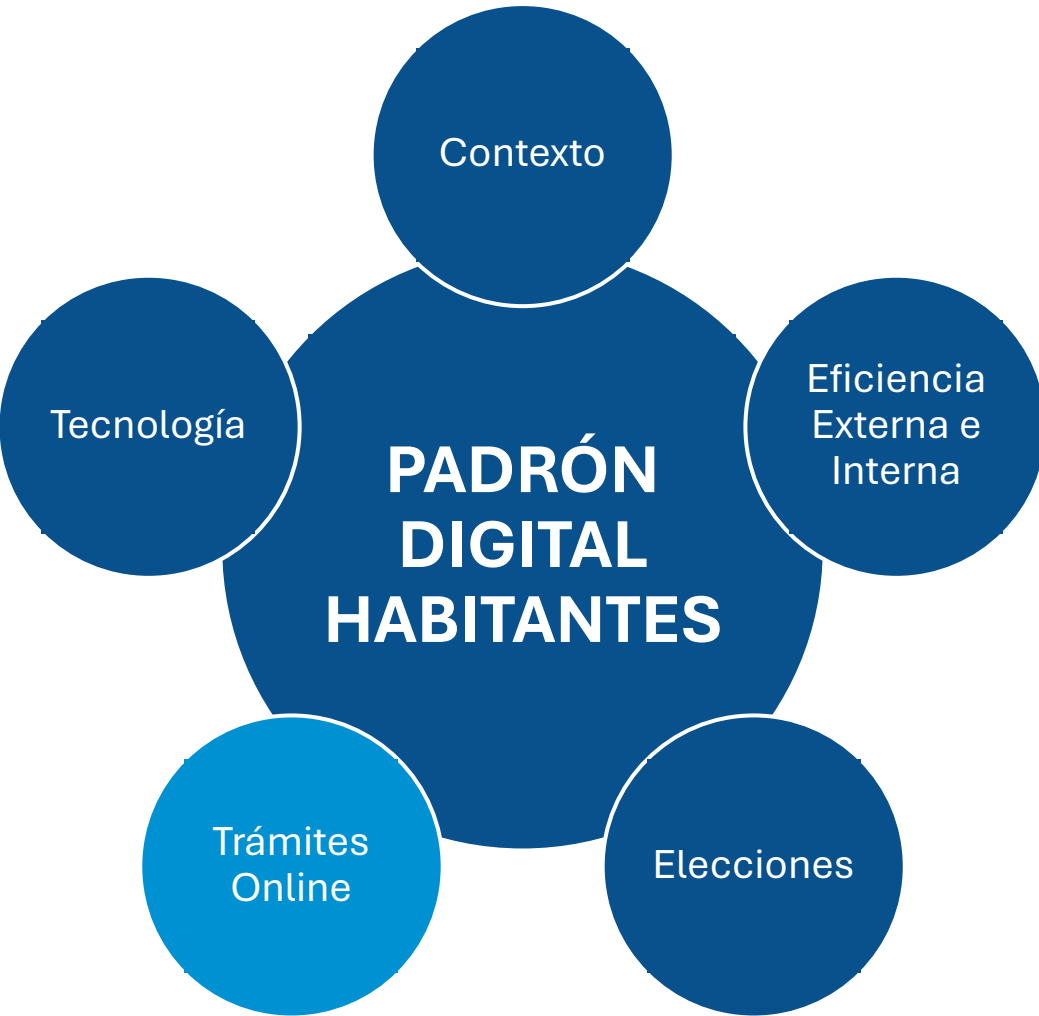 Contexto
Eficiencia
Externa e
Interna
Tecnología
PADRÓN
DIGITAL
HABITANTES
Trámites
Online
Elecciones